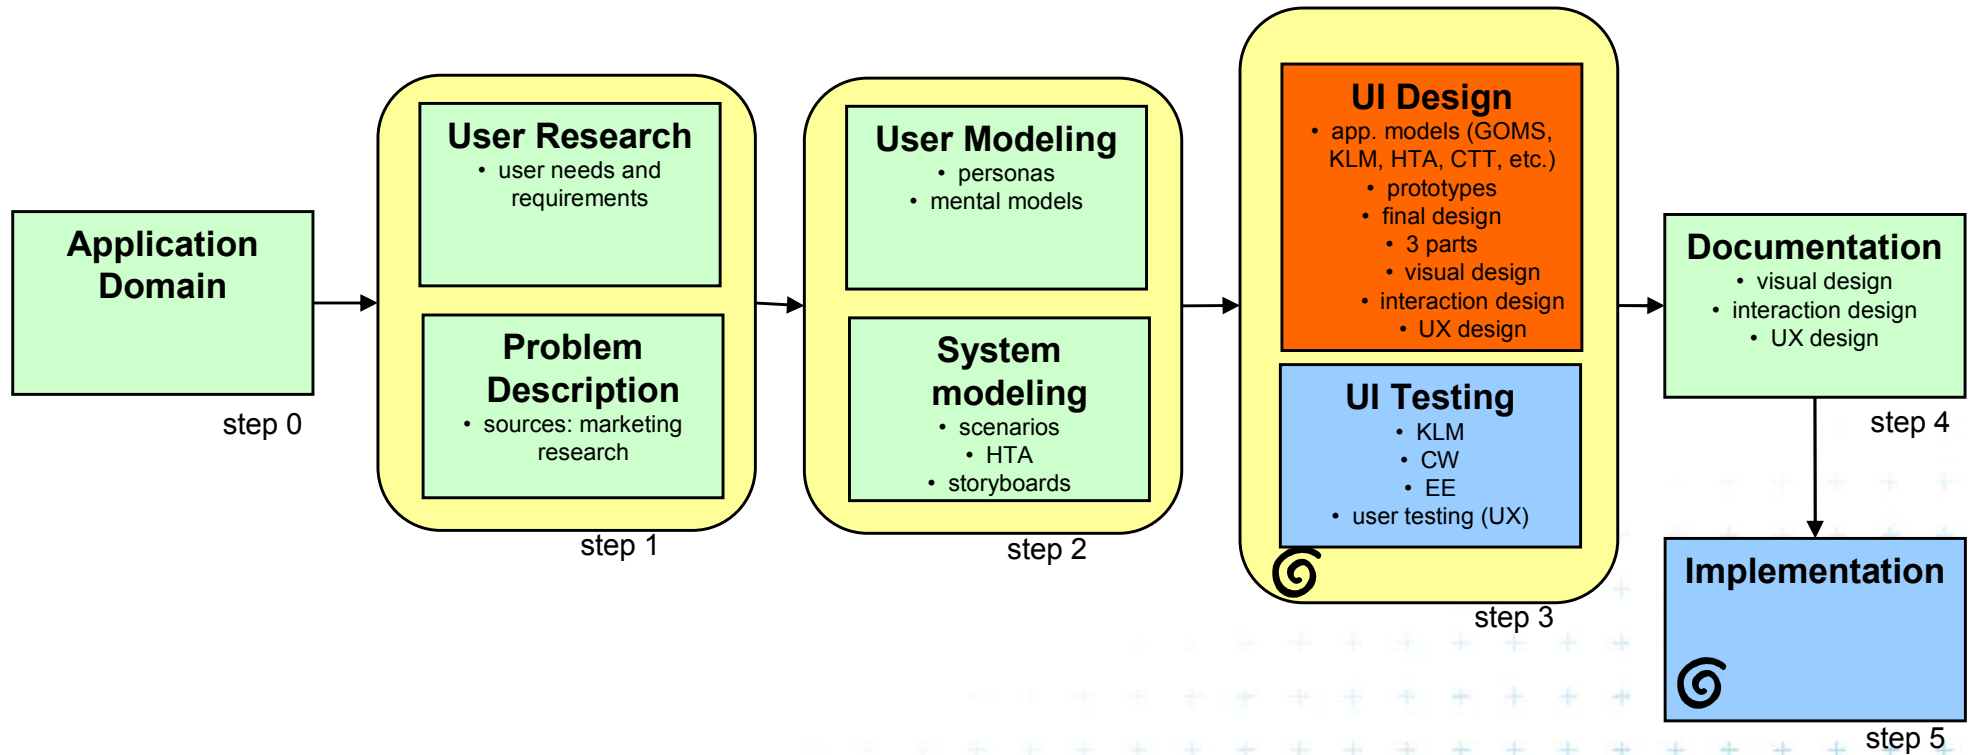 Application
Domain
step 0
User Research
• user needs and
requirements
Problem
Description
• sources: marketing
research
step 1
User Modeling
• personas
• mental models
System
modeling
• scenarios
• HTA
• storyboards
step 2
UI Design
• app. models (GOMS,
KLM, HTA, CTT, etc.)
• prototypes
• final design
• 3 parts
• visual design
• interaction design
• UX design
UI Testing
• KLM
• CW
• EE
• user testing (UX)
step 3
Documentation
• visual design
• interaction design
• UX design
step 4
Implementation
step 5